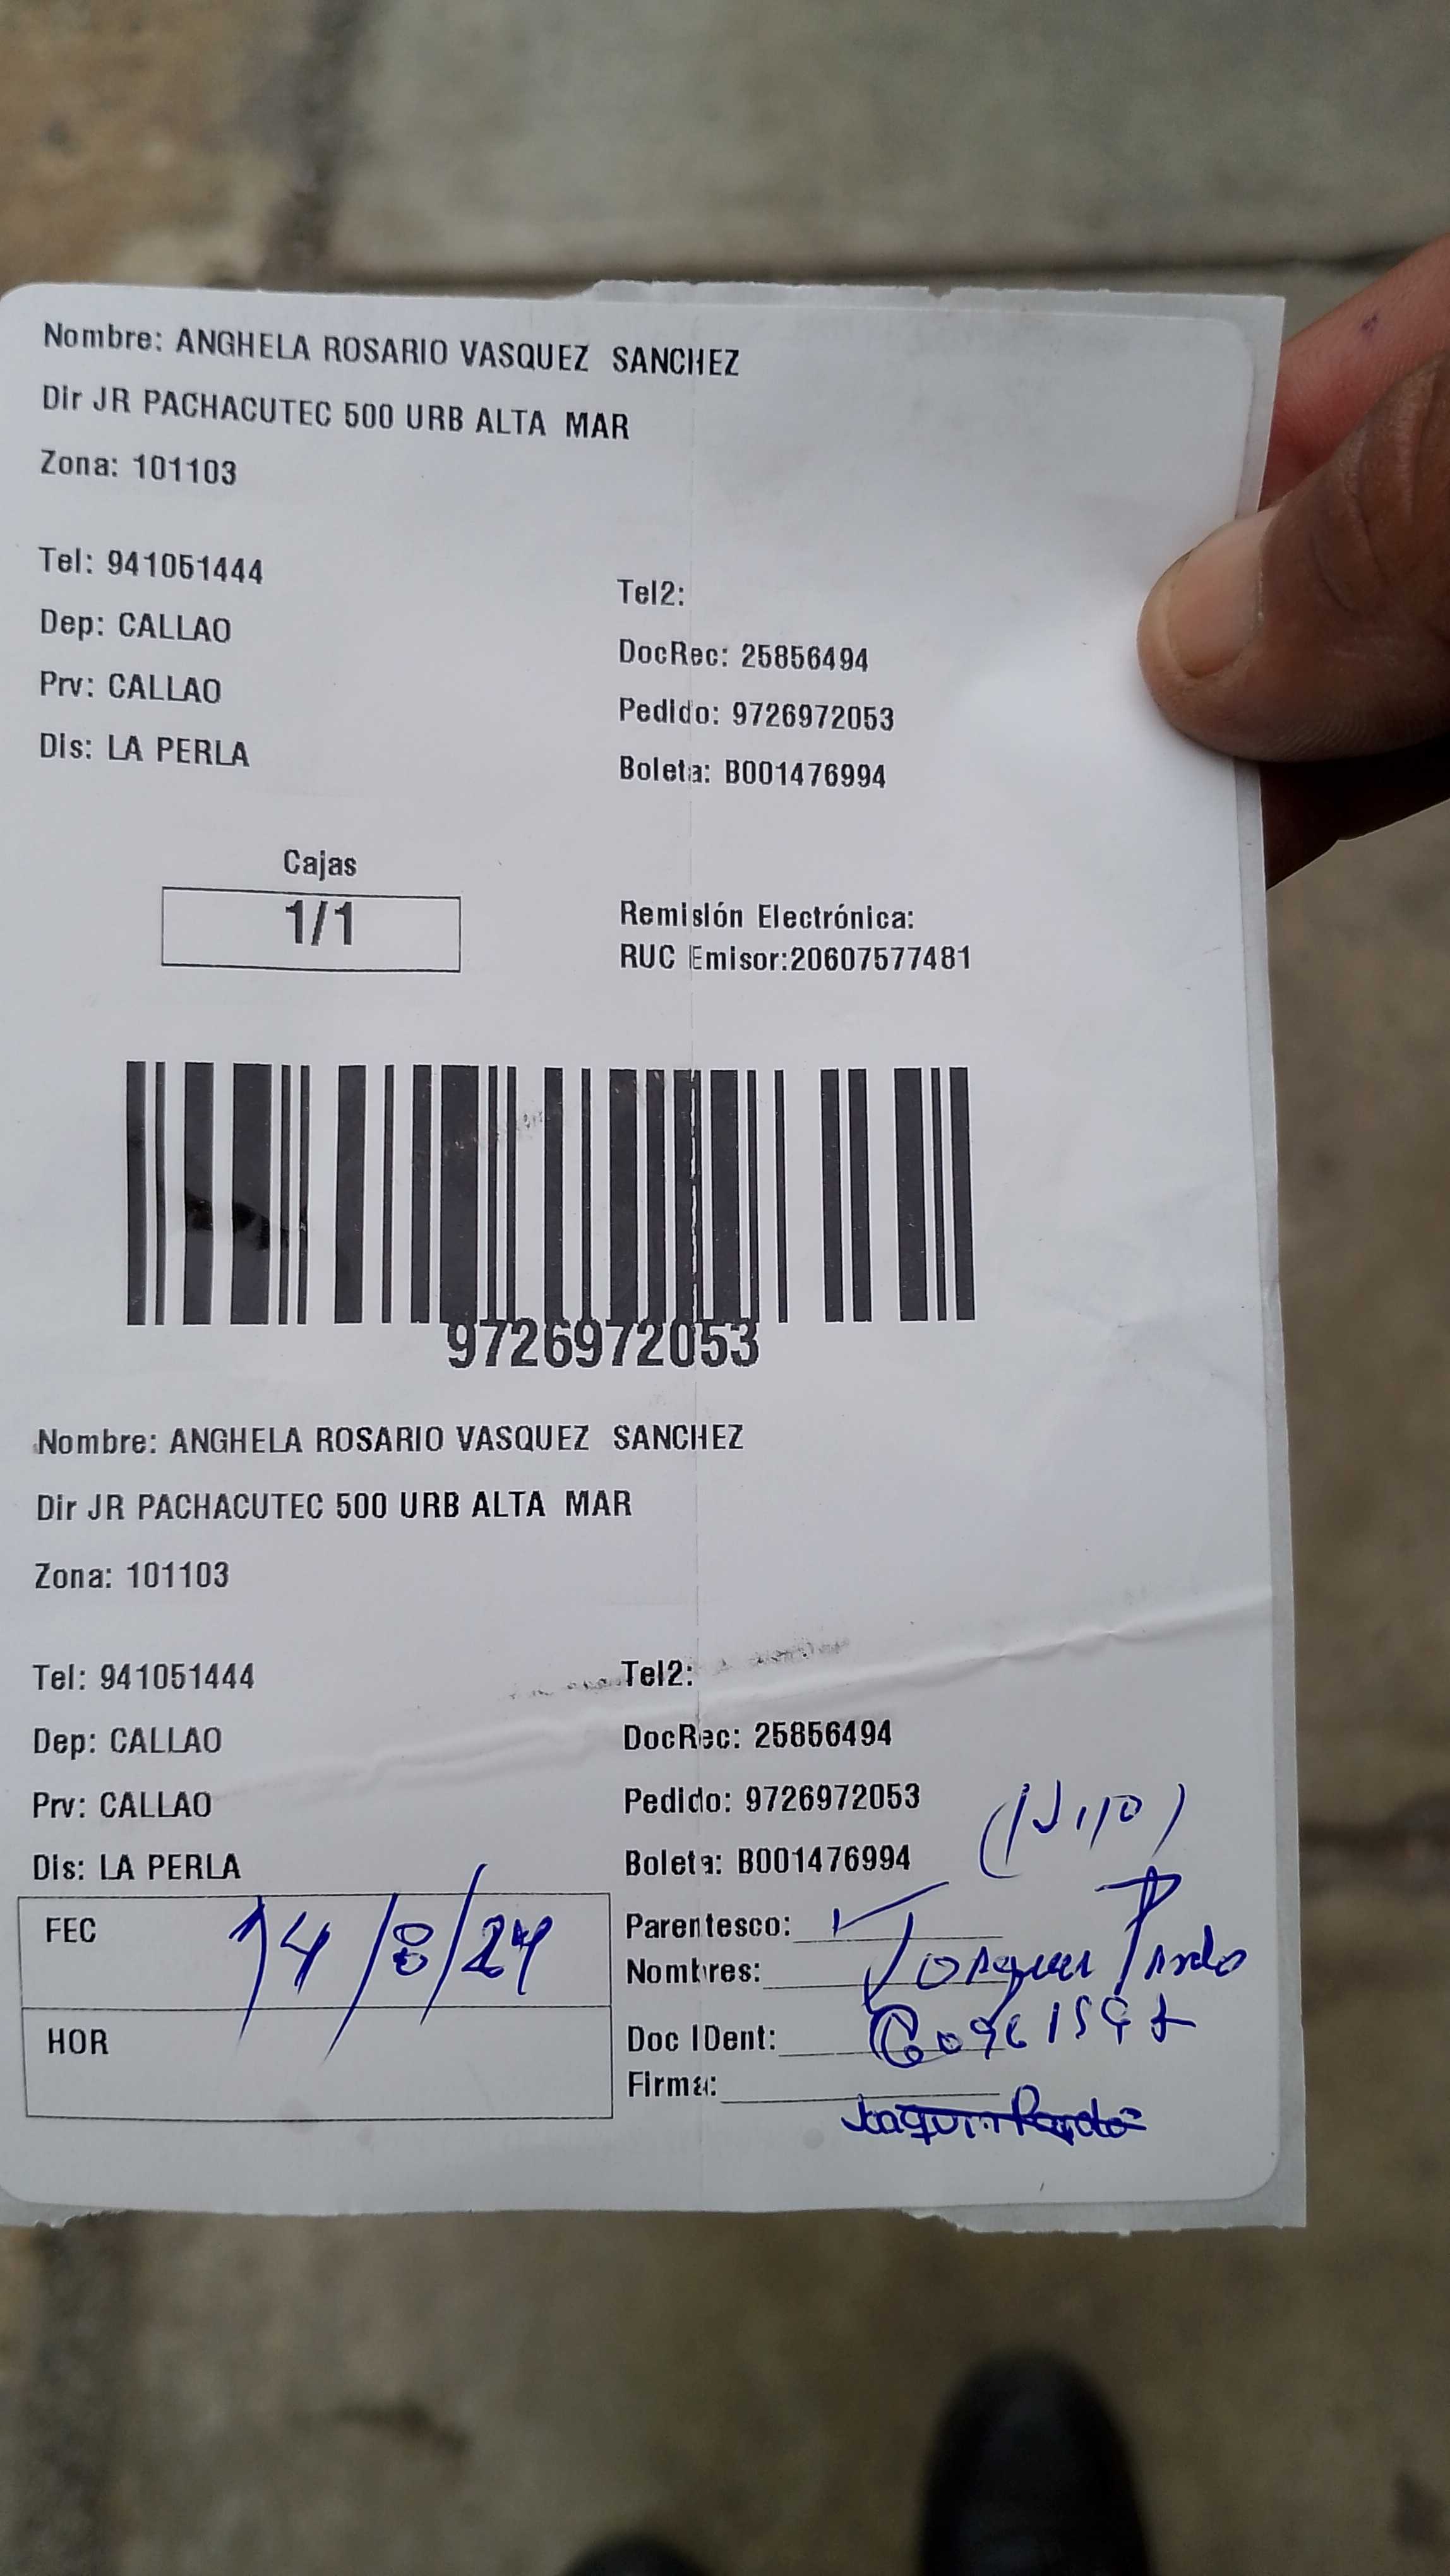 Nombre: ANGHELA ROSARIO VASQUEZ SANCHEZ
Dir JR PACHACUTEC 500 URB ALTA MAR
Zona: 101103
Tel: 941051444
Tel2:
Dep: CALLAO
DocRec: 25856494
Prv: CALLAO
Pedido: 9726972053
Dis: LA PERLA
Boleta: B001476994
Cajas
1/1
Remisión Electrónica:
RUC Emisor:20607577481
9726972053
Nombre: ANGHELA ROSARIO VASQUEZ SANCHEZ
Dir JR PACHACUTEC 500 URB ALTA MAR
Zona: 101103
Tel: 941051444
Tel2:
Dep: CALLAO
DocRec: 25856494
Prv: CALLAO
Pedido: 9726972053
Dis: LA PERLA
Boleta: B001476994
FEC 14/8/24
Parentesco:
Nombres: Joaquin Pardo
HOR
Doc IDent:
Firma: Joaquin Pardo